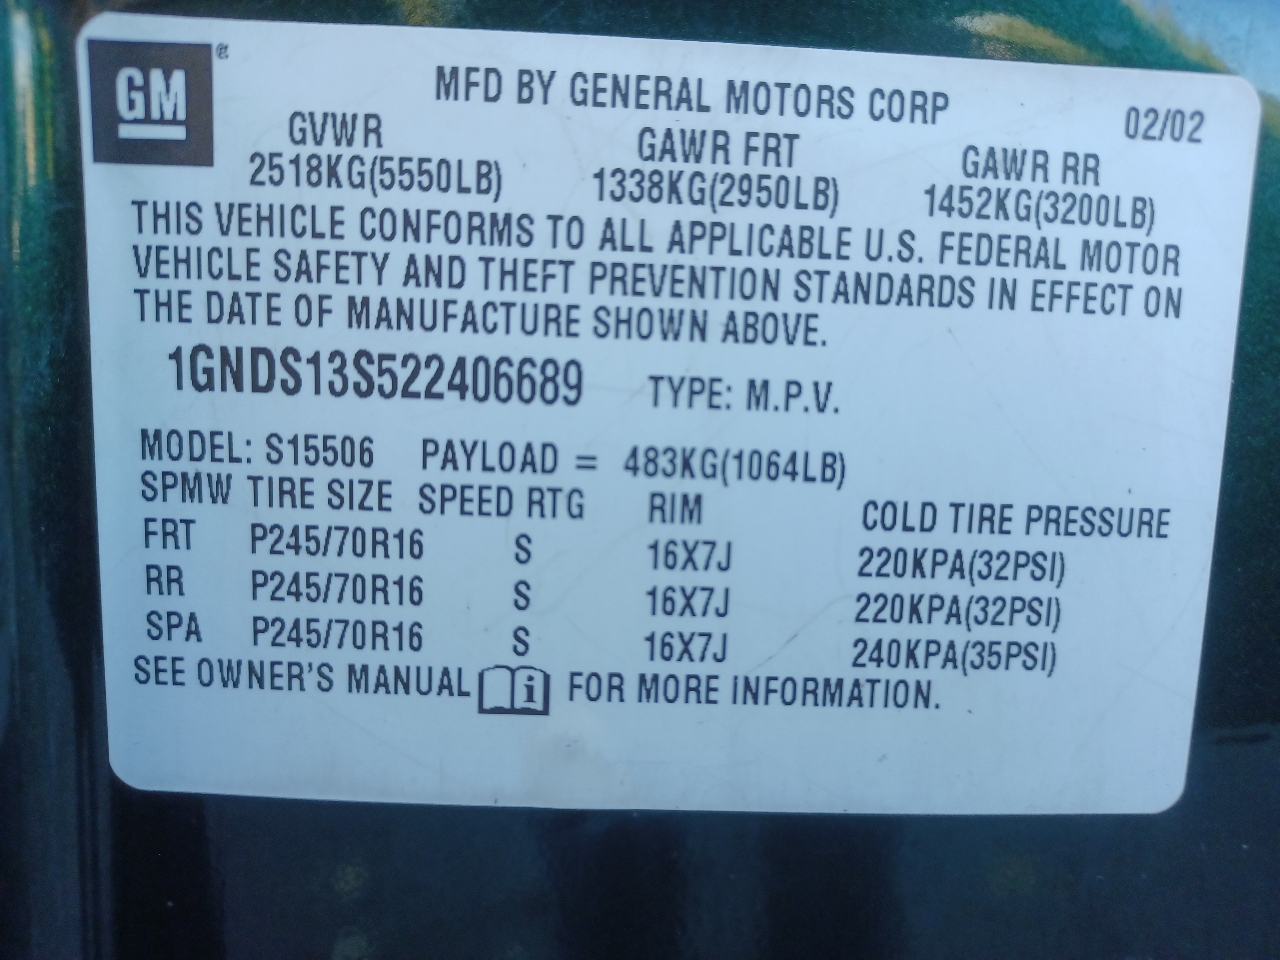 GM ®
MFD BY GENERAL MOTORS CORP 02/02
GVWR GAWR FRT GAWR RR
2518KG(5550LB) 1338KG(2950LB) 1452KG(3200LB)
THIS VEHICLE CONFORMS TO ALL APPLICABLE U.S. FEDERAL MOTOR
VEHICLE SAFETY AND THEFT PREVENTION STANDARDS IN EFFECT ON
THE DATE OF MANUFACTURE SHOWN ABOVE.
1GNDS13S522406689 TYPE: M.P.V.
MODEL: S15506 PAYLOAD = 483KG(1064LB)
SPMW TIRE SIZE SPEED RTG RIM COLD TIRE PRESSURE
FRT P245/70R16 S 16X7J 220KPA(32PSI)
RR P245/70R16 S 16X7J 220KPA(32PSI)
SPA P245/70R16 S 16X7J 240KPA(35PSI)
SEE OWNER'S MANUAL i FOR MORE INFORMATION.